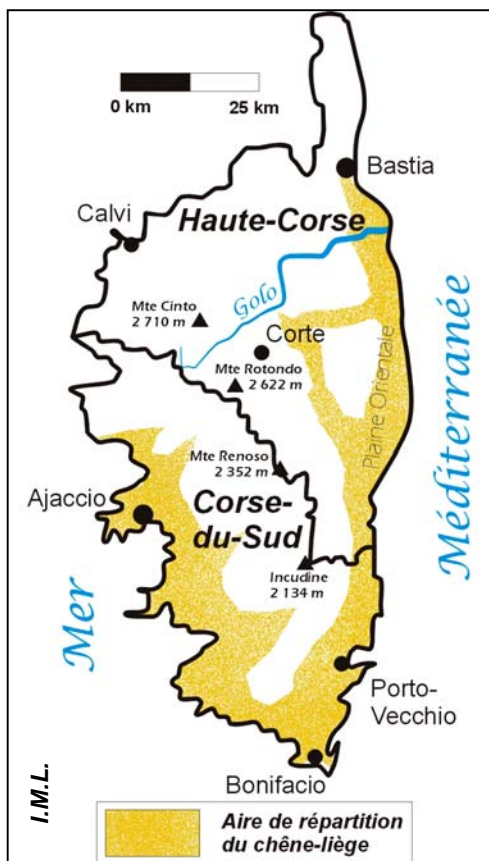 0 km 25 km
Bastia
Calvi
Haute-Corse
Golo
Mte Cinto
2 710 m
Corte
Mte Rotondo
2 622 m
Plaine Orientale
Méditerranée
Mte Renoso
2 352 m
Ajaccio
Corse-
du-Sud
Incudine
2 134 m
Mer
Porto-
Vecchio
Bonifacio
I.M.L.
Aire de répartition
du chêne-liège